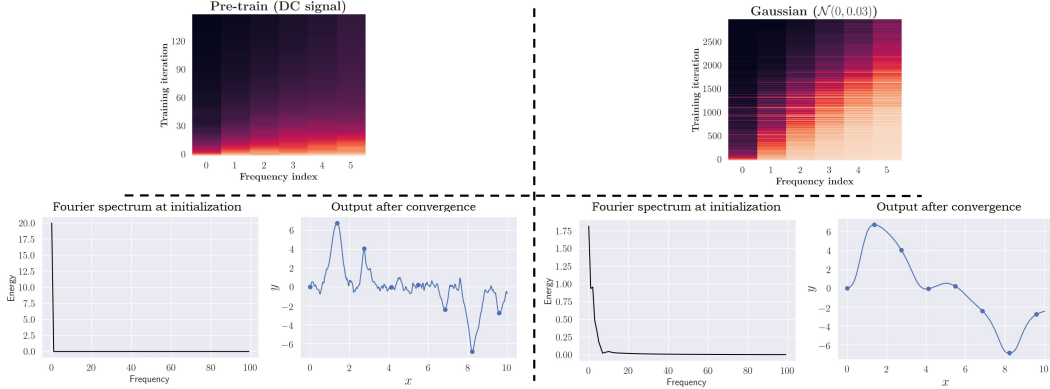 Pre-train (DC signal)
Training iteration
120
90
60
30
0
0 1 2 3 4 5
Frequency index
Gaussian (𝒩(0, 0.03))
Training iteration
2500
2000
1500
1000
500
0
0 1 2 3 4 5
Frequency index
Fourier spectrum at initialization
Energy
20.0
17.5
15.0
12.5
10.0
7.5
5.0
2.5
0.0
0 20 40 60 80 100
Frequency
Output after convergence
y
6
4
2
0
−2
−4
−6
0 2 4 6 8 10
x
Fourier spectrum at initialization
Energy
1.75
1.50
1.25
1.00
0.75
0.50
0.25
0.00
0 20 40 60 80 100
Frequency
Output after convergence
y
6
4
2
0
−2
−4
−6
0 2 4 6 8 10
x